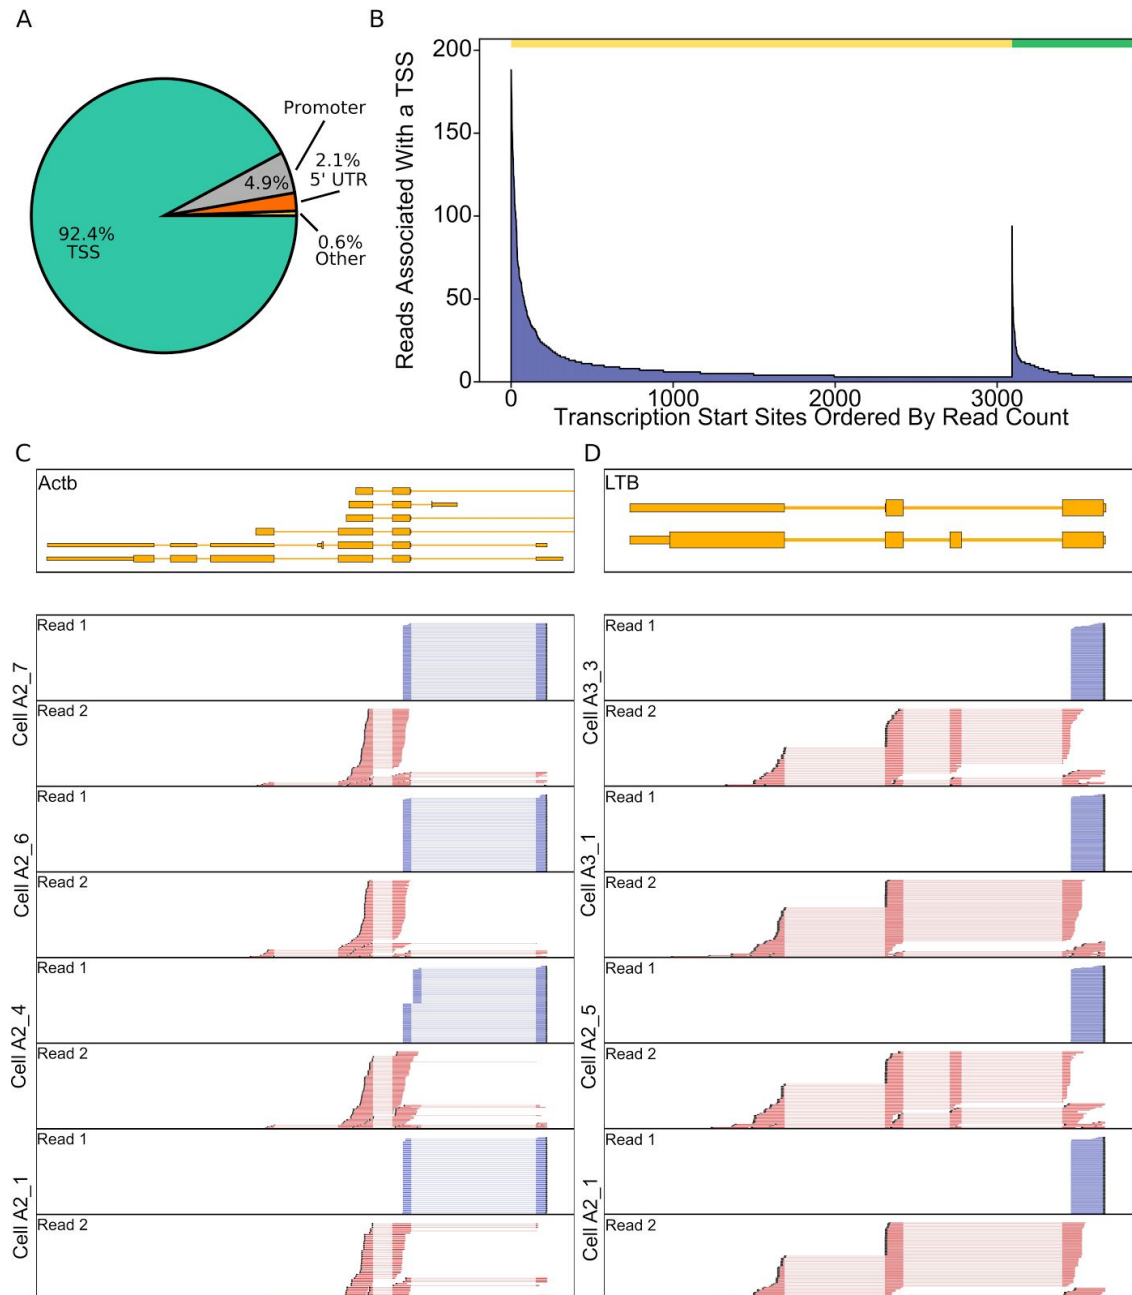 A
Promoter
2.1%
5' UTR
4.9%
92.4%
TSS
0.6%
Other
B
Reads Associated With a TSS
200
150
100
50
0
0 1000 2000 3000
Transcription Start Sites Ordered By Read Count
C
Actb
Cell A2_7
Read 1
Read 2
Cell A2_6
Read 1
Read 2
Cell A2_4
Read 1
Read 2
Cell A2_1
Read 1
Read 2
D
LTB
Cell A3_3
Read 1
Read 2
Cell A3_1
Read 1
Read 2
Cell A2_5
Read 1
Read 2
Cell A2_1
Read 1
Read 2